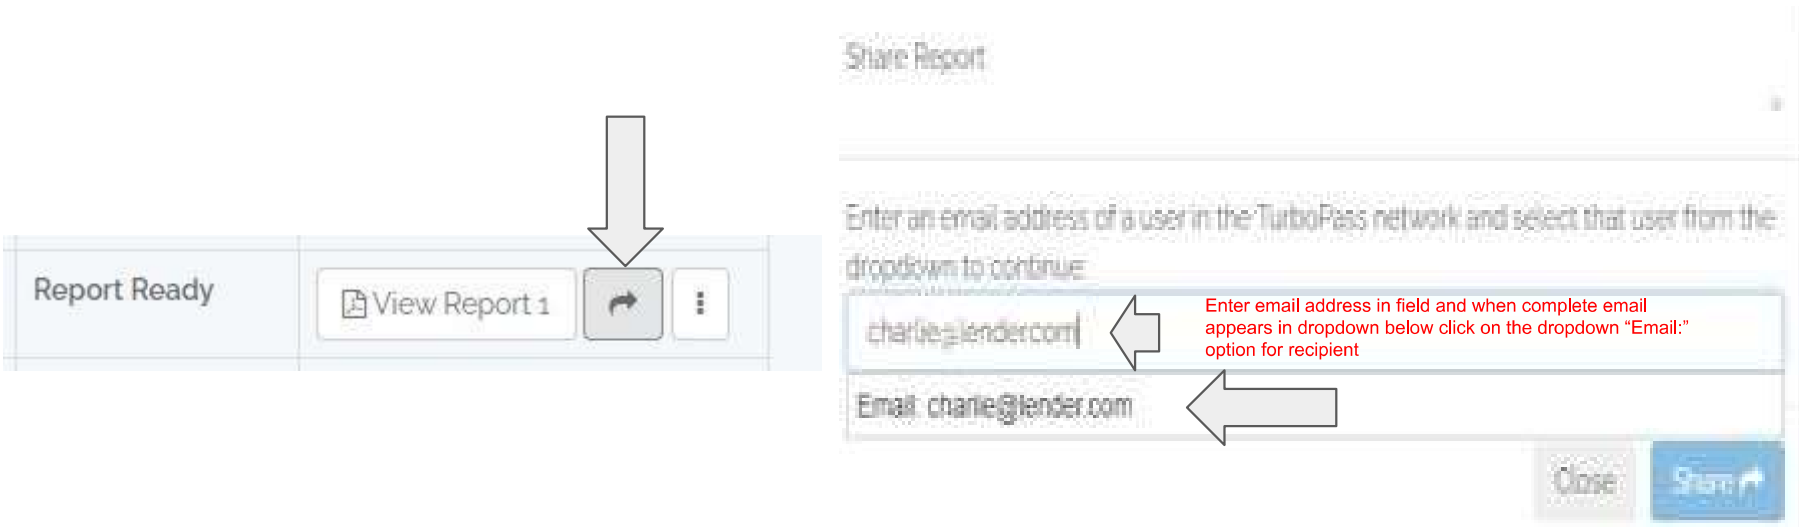 Report Ready
View Report 1
Share Report
Enter an email address of a user in the TurboPass network and select that user from the
dropdown to continue:
charlie@lender.com
Enter email address in field and when complete email
appears in dropdown below click on the dropdown “Email:”
option for recipient
Email: charlie@lender.com
Close
Share